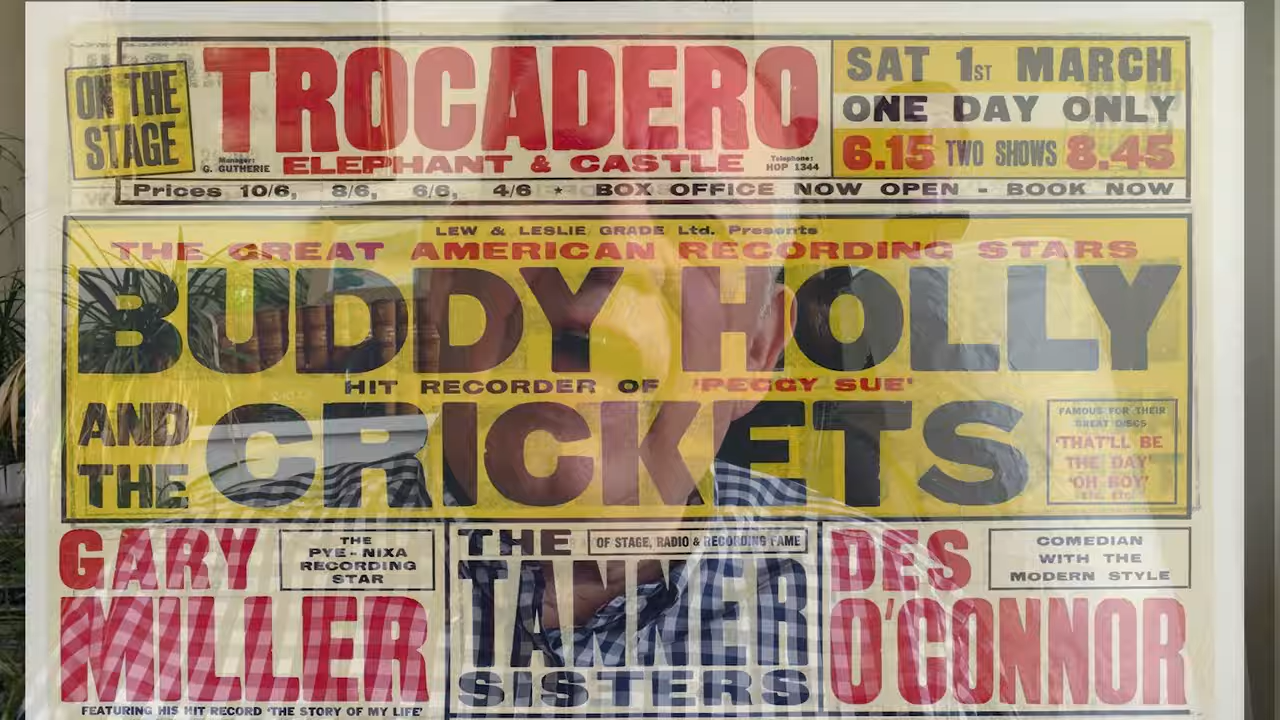 ON THE
STAGE
TROCADERO
Manager:
G. GUTHERIE
ELEPHANT & CASTLE
Telephone:
HOP 1344
SAT 1ST MARCH
ONE DAY ONLY
6.15 TWO SHOWS 8.45
Prices 10/6, 8/6, 6/6, 4/6 ★ BOX OFFICE NOW OPEN - BOOK NOW
LEW & LESLIE GRADE Ltd. Presents
THE GREAT AMERICAN RECORDING STARS
BUDDY HOLLY
HIT RECORDER OF 'PEGGY SUE'
AND
THE
CRICKETS
FAMOUS FOR THEIR
GREAT DISCS
'THAT'LL BE
THE DAY'
'OH BOY'
ETC. ETC.
GARY
MILLER
THE
PYE-NIXA
RECORDING
STAR
FEATURING HIS HIT RECORD 'THE STORY OF MY LIFE'
THE
OF STAGE, RADIO & RECORDING FAME
TANNER
SISTERS
DES
O'CONNOR
COMEDIAN
WITH THE
MODERN STYLE